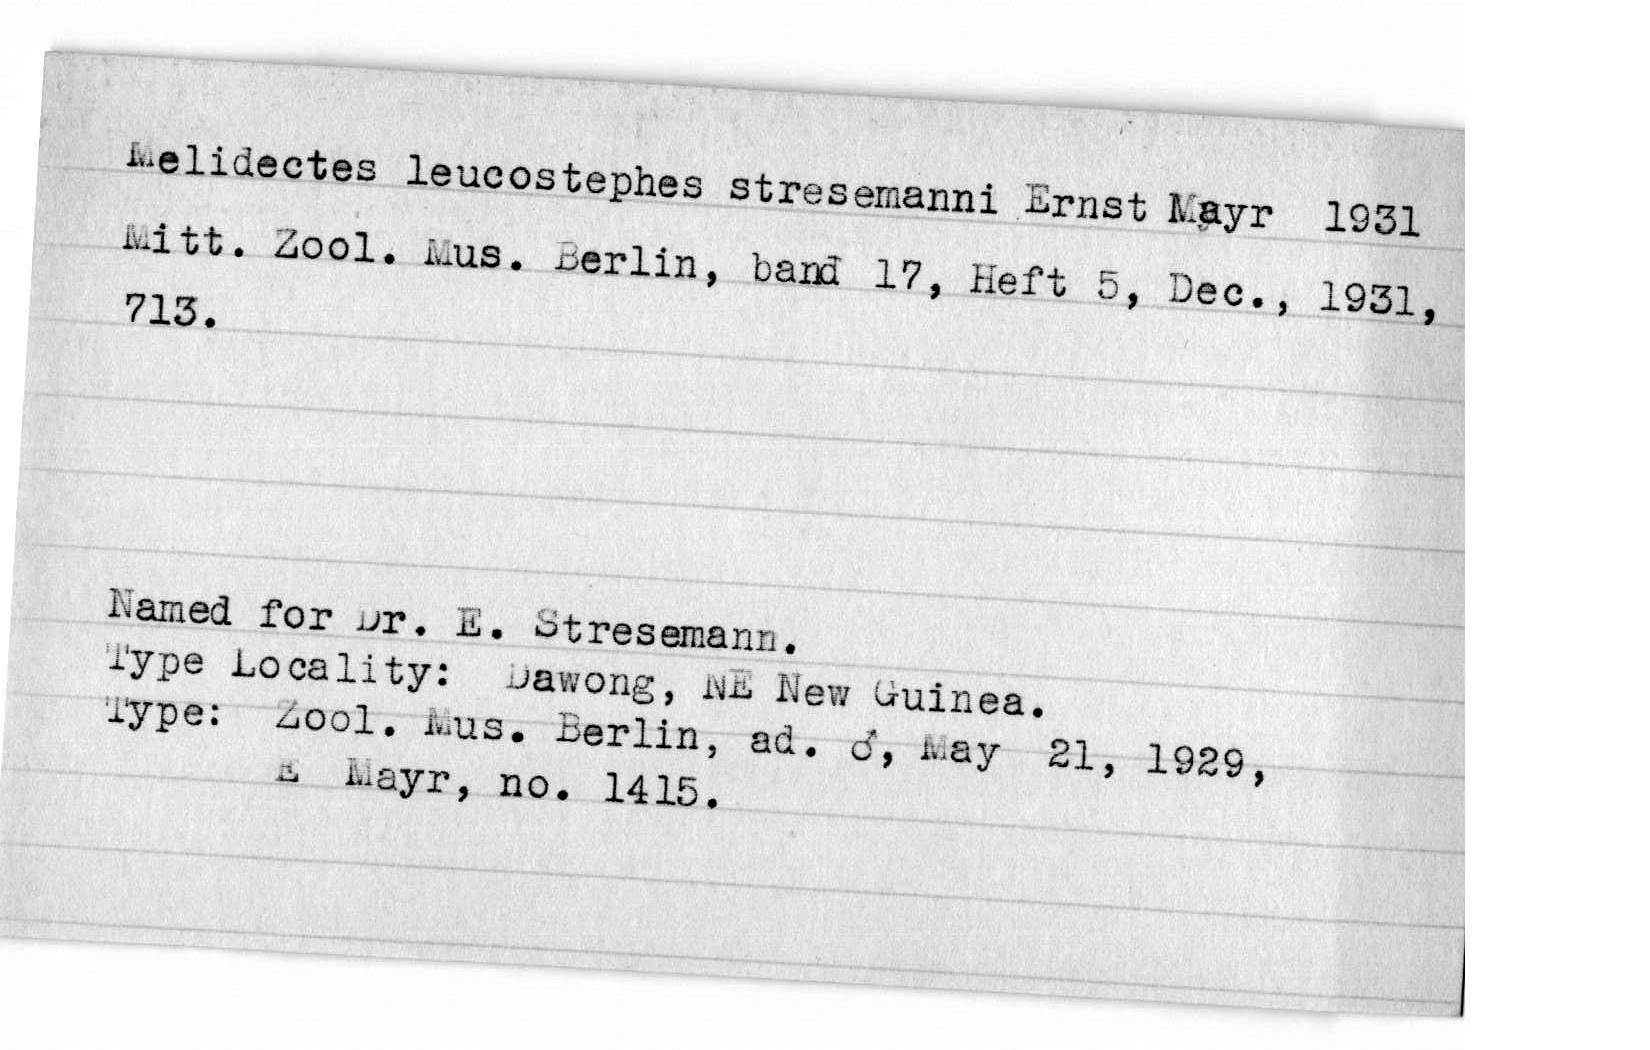 Melidectes leucostephes stresemanni Ernst Mayr 1931
Mitt. Zool. Mus. Berlin, band 17, Heft 5, Dec., 1931,
713.
Named for Dr. E. Stresemann.
Type Locality: Dawong, NE New Guinea.
Type: Zool. Mus. Berlin, ad. ♂, May 21, 1929,
E Mayr, no. 1415.